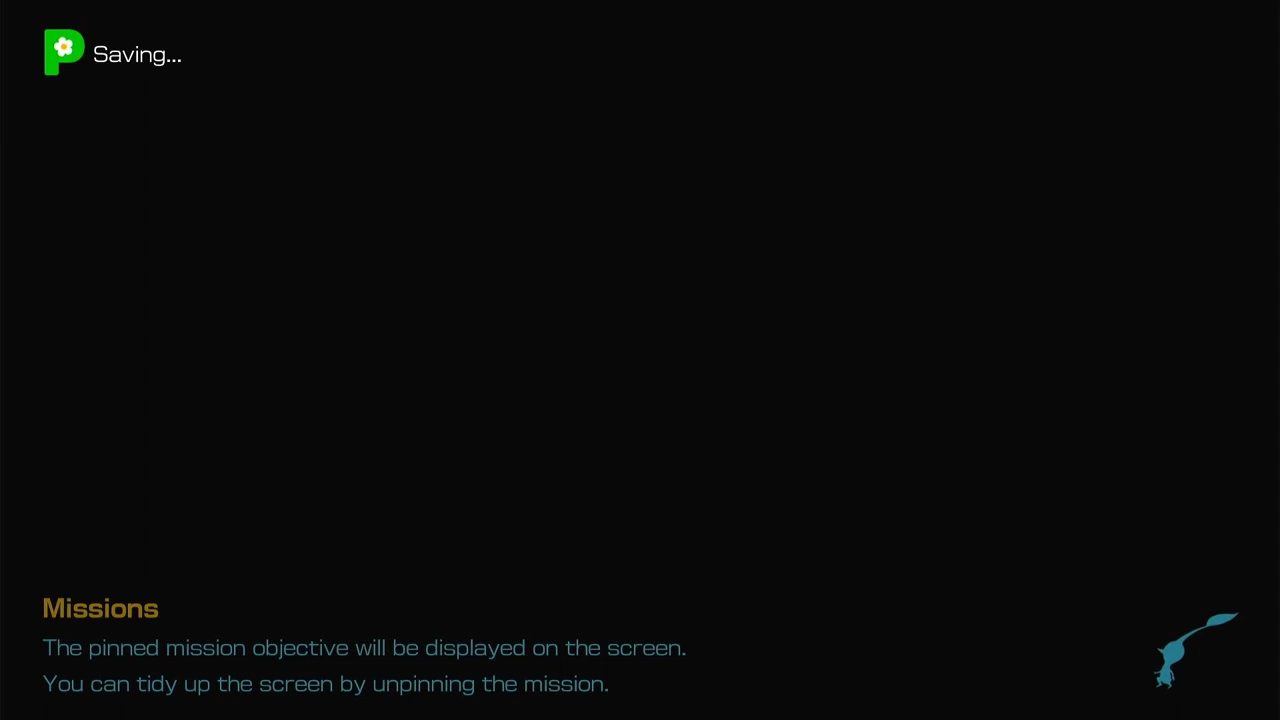 P Saving...
Missions
The pinned mission objective will be displayed on the screen.
You can tidy up the screen by unpinning the mission.